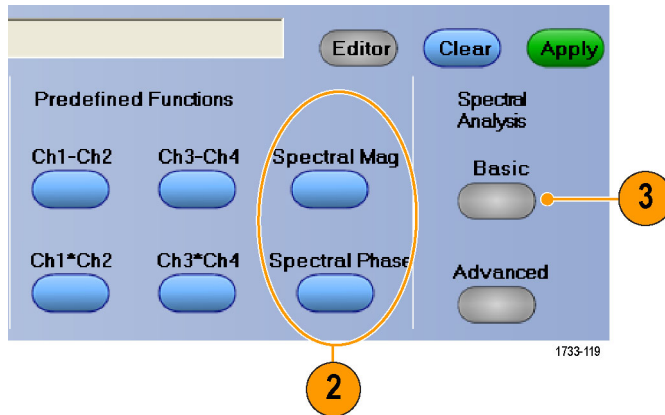 Editor Clear Apply
Predefined Functions
Spectral
Analysis
Ch1-Ch2 Ch3-Ch4 Spectral Mag
Basic
3
Ch1*Ch2 Ch3*Ch4 Spectral Phase
Advanced
1733-119
2